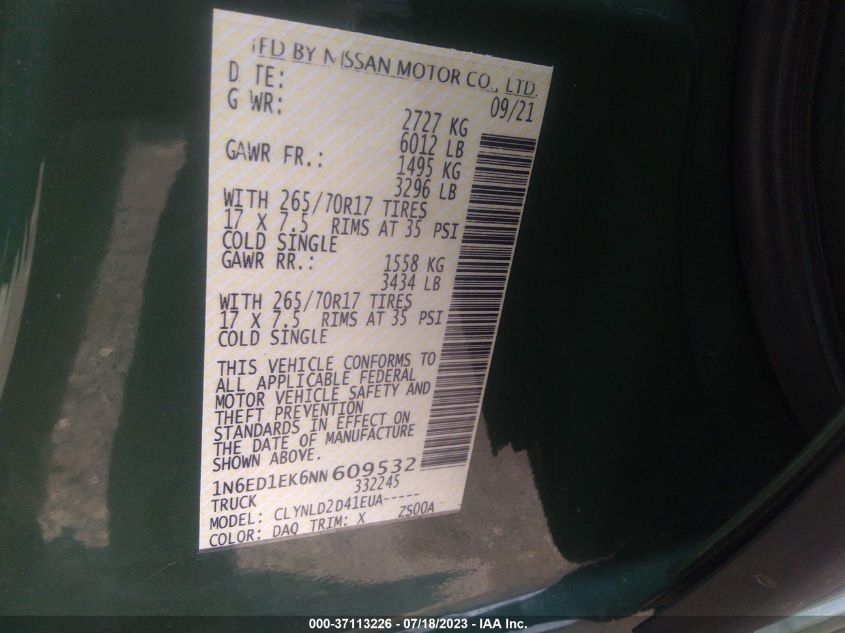 MFD BY NISSAN MOTOR CO., LTD.
D TE: 09/21
G WR: 2727 KG
6012 LB
GAWR FR.: 1495 KG
3296 LB
WITH 265/70R17 TIRES
17 X 7.5 RIMS AT 35 PSI
COLD SINGLE
GAWR RR.: 1558 KG
3434 LB
WITH 265/70R17 TIRES
17 X 7.5 RIMS AT 35 PSI
COLD SINGLE
THIS VEHICLE CONFORMS TO
ALL APPLICABLE FEDERAL
MOTOR VEHICLE SAFETY AND
THEFT PREVENTION
STANDARDS IN EFFECT ON
THE DATE OF MANUFACTURE
SHOWN ABOVE.
1N6ED1EK6NN609532
TRUCK 332245
MODEL: CLYNLD2D41EUA-----
COLOR: DAQ TRIM: X ZS00A
000-37113226 - 07/18/2023 - IAA Inc.